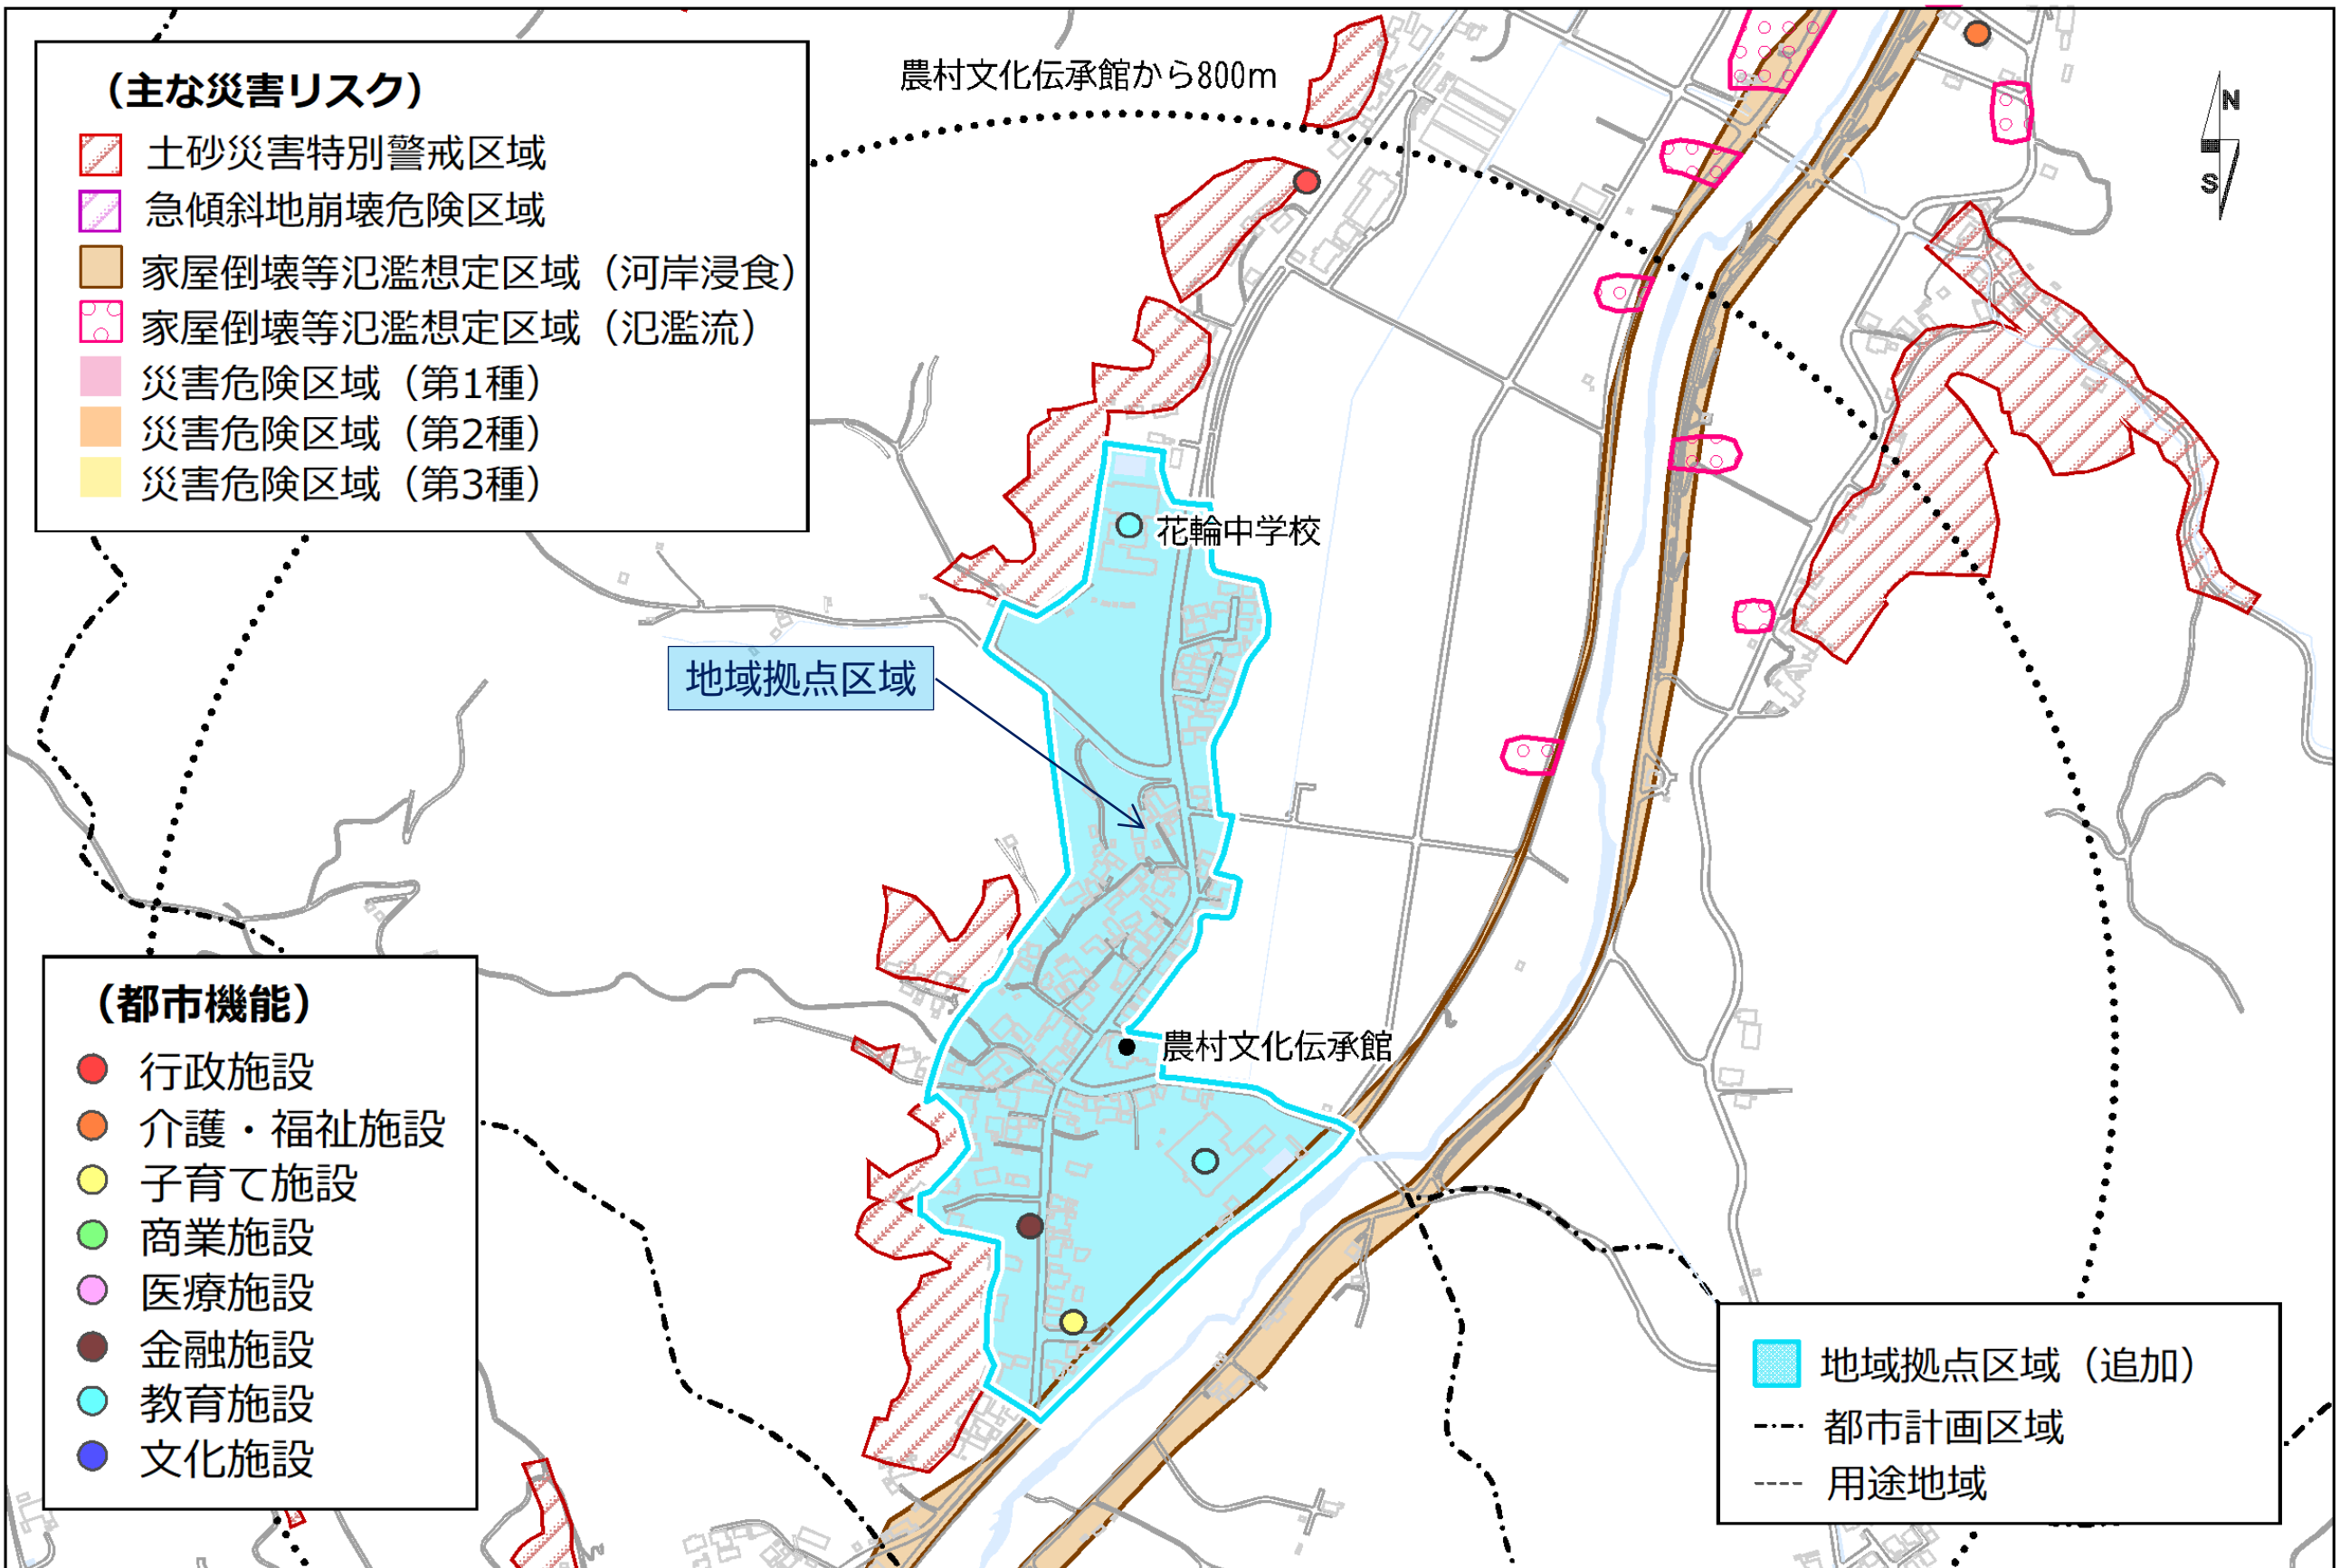 （主な災害リスク）
土砂災害特別警戒区域
急傾斜地崩壊危険区域
家屋倒壊等氾濫想定区域（河岸浸食）
家屋倒壊等氾濫想定区域（氾濫流）
災害危険区域（第1種）
災害危険区域（第2種）
災害危険区域（第3種）
農村文化伝承館から800m
N
S
花輪中学校
地域拠点区域
農村文化伝承館
（都市機能）
行政施設
介護・福祉施設
子育て施設
商業施設
医療施設
金融施設
教育施設
文化施設
地域拠点区域（追加）
都市計画区域
用途地域